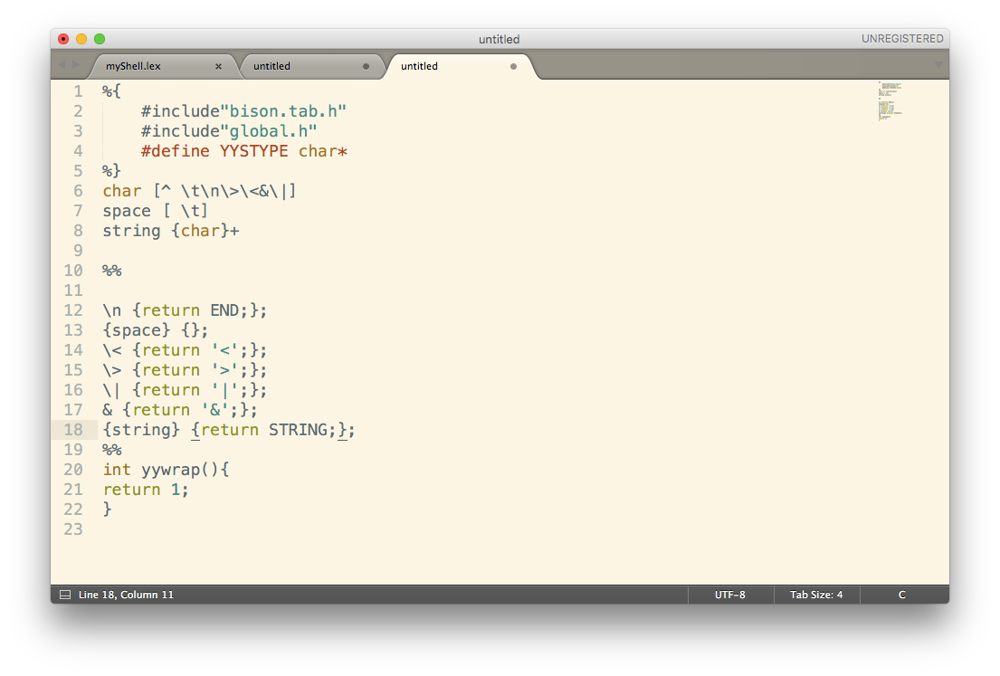 untitled
UNREGISTERED
myShell.lex × untitled untitled
1 %{
2     #include"bison.tab.h"
3     #include"global.h"
4     #define YYSTYPE char*
5 %}
6 char [^ \t\n\>\<&\|]
7 space [ \t]
8 string {char}+
9
10 %%
11
12 \n {return END;};
13 {space} {};
14 \< {return '<';};
15 \> {return '>';};
16 \| {return '|';};
17 & {return '&';};
18 {string} {return STRING;};
19 %%
20 int yywrap(){
21 return 1;
22 }
23
Line 18, Column 11 UTF-8 Tab Size: 4 C